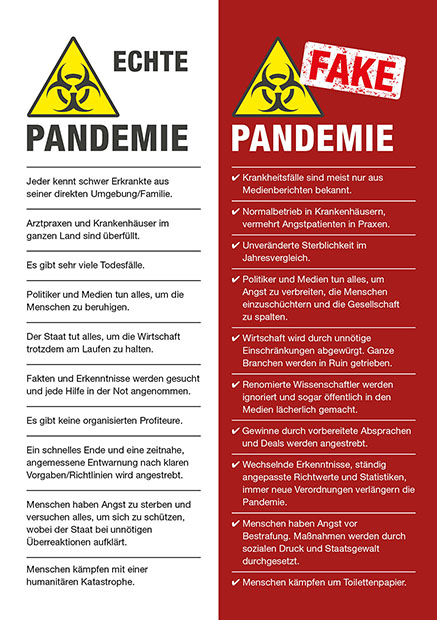 ECHTE
PANDEMIE
Jeder kennt schwer Erkrankte aus
seiner direkten Umgebung/Familie.
Arztpraxen und Krankenhäuser im
ganzen Land sind überfüllt.
Es gibt sehr viele Todesfälle.
Politiker und Medien tun alles, um die
Menschen zu beruhigen.
Der Staat tut alles, um die Wirtschaft
trotzdem am Laufen zu halten.
Fakten und Erkenntnisse werden gesucht
und jede Hilfe in der Not angenommen.
Es gibt keine organisierten Profiteure.
Ein schnelles Ende und eine zeitnahe,
angemessene Entwarnung nach klaren
Vorgaben/Richtlinien wird angestrebt.
Menschen haben Angst zu sterben und
versuchen alles, um sich zu schützen,
wobei der Staat bei unnötigen
Überreaktionen aufklärt.
Menschen kämpfen mit einer
humanitären Katastrophe.
FAKE
PANDEMIE
✔ Krankheitsfälle sind meist nur aus
Medienberichten bekannt.
✔ Normalbetrieb in Krankenhäusern,
vermehrt Angstpatienten in Praxen.
✔ Unveränderte Sterblichkeit im
Jahresvergleich.
✔ Politiker und Medien tun alles, um
Angst zu verbreiten, die Menschen
einzuschüchtern und die Gesellschaft
zu spalten.
✔ Wirtschaft wird durch unnötige
Einschränkungen abgewürgt. Ganze
Branchen werden in Ruin getrieben.
✔ Renomierte Wissenschaftler werden
ignoriert und sogar öffentlich in den
Medien lächerlich gemacht.
✔ Gewinne durch vorbereitete Absprachen
und Deals werden angestrebt.
✔ Wechselnde Erkenntnisse, ständig
angepasste Richtwerte und Statistiken,
immer neue Verordnungen verlängern die
Pandemie.
✔ Menschen haben Angst vor
Bestrafung. Maßnahmen werden durch
sozialen Druck und Staatsgewalt
durchgesetzt.
✔ Menschen kämpfen um Toilettenpapier.